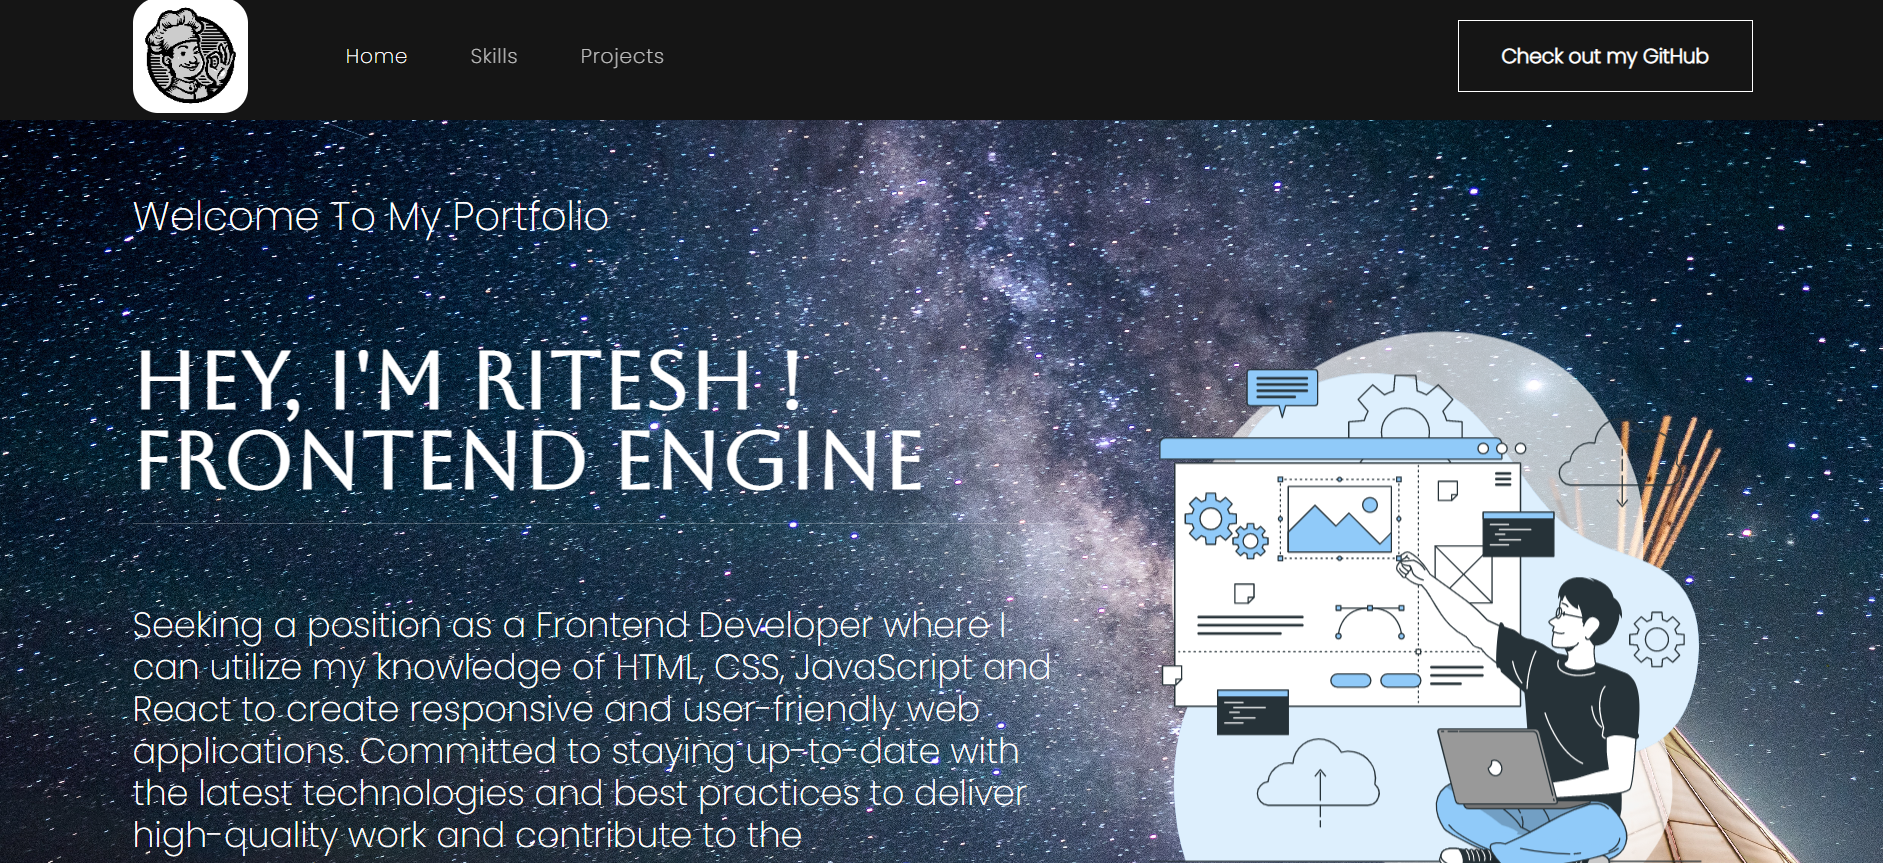 Home Skills Projects Check out my GitHub
Welcome To My Portfolio
HEY, I'M RITESH !
FRONTEND ENGINE
Seeking a position as a Frontend Developer where I
can utilize my knowledge of HTML, CSS, JavaScript and
React to create responsive and user-friendly web
applications. Committed to staying up-to-date with
the latest technologies and best practices to deliver
high-quality work and contribute to the